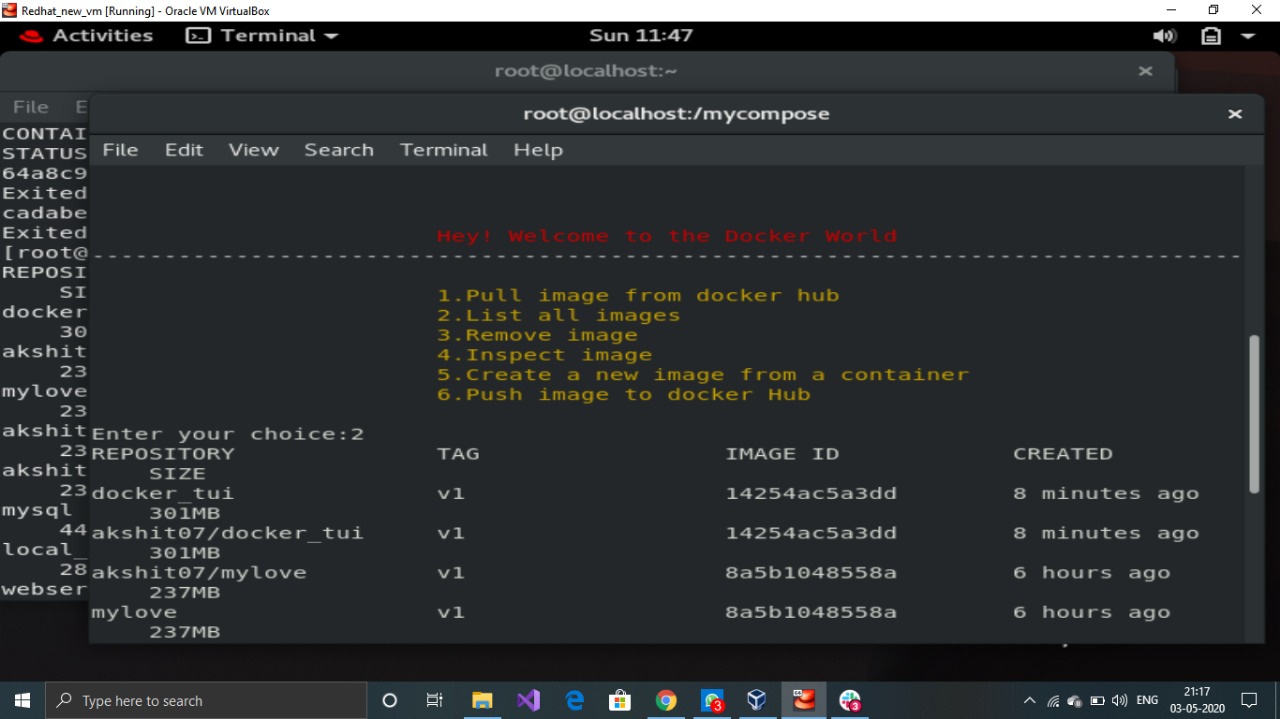 Redhat_new_vm [Running] - Oracle VM VirtualBox
Activities Terminal Sun 11:47
root@localhost:~
File E
CONTAI
STATUS
64a8c9
Exited
cadabe
Exited
[root@
REPOSI
SI
docker
30
akshit
23
mylove
23
akshit
23
akshit
23
mysql
44
local_
28
webser
root@localhost:/mycompose
File Edit View Search Terminal Help
Hey! Welcome to the Docker World
--------------------------------------------------------------------------------
1.Pull image from docker hub
2.List all images
3.Remove image
4.Inspect image
5.Create a new image from a container
6.Push image to docker Hub
Enter your choice:2
REPOSITORY TAG IMAGE ID CREATED
SIZE
docker_tui v1 14254ac5a3dd 8 minutes ago
301MB
akshit07/docker_tui v1 14254ac5a3dd 8 minutes ago
301MB
akshit07/mylove v1 8a5b1048558a 6 hours ago
237MB
mylove v1 8a5b1048558a 6 hours ago
237MB
Type here to search
3
3
ENG
21:17
03-05-2020